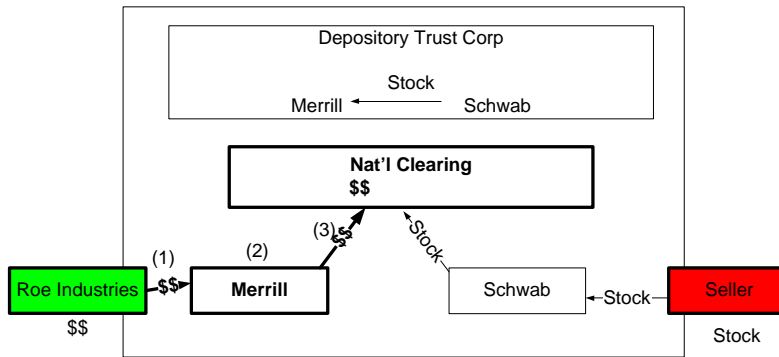 Depository Trust Corp
Stock
Merrill Schwab
Nat'l Clearing
$$
(3) $$
Stock
(1)
(2)
Roe Industries
$$
Merrill
Schwab
Stock
Seller
$$
Stock